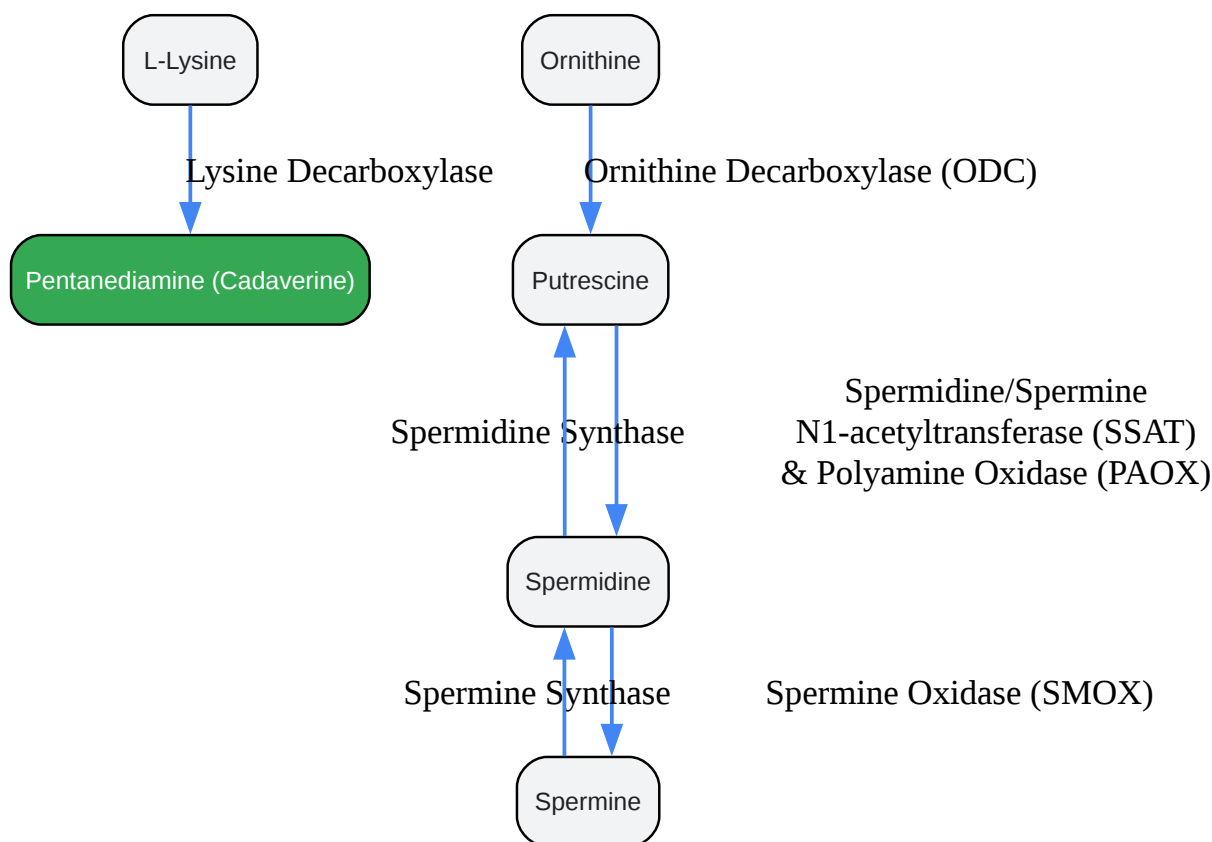 L-Lysine
Ornithine
Lysine Decarboxylase
Ornithine Decarboxylase (ODC)
Pentanediamine (Cadaverine)
Putrescine
Spermidine Synthase
Spermidine/Spermine
N1-acetyltransferase (SSAT)
& Polyamine Oxidase (PAOX)
Spermidine
Spermine Synthase
Spermine Oxidase (SMOX)
Spermine